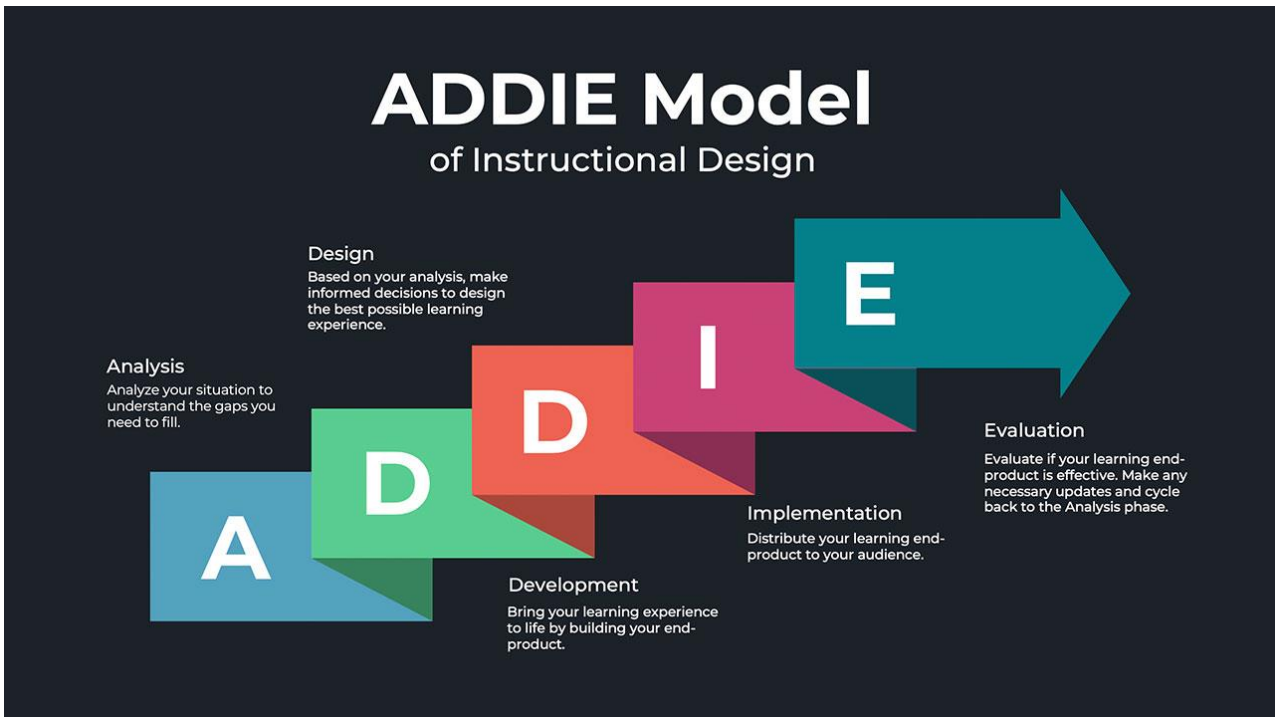 ADDIE Model
of Instructional Design
Analysis
Analyze your situation to
understand the gaps you
need to fill.
Design
Based on your analysis, make
informed decisions to design
the best possible learning
experience.
A
D
D
I
E
Development
Bring your learning experience
to life by building your end-
product.
Implementation
Distribute your learning end-
product to your audience.
Evaluation
Evaluate if your learning end-
product is effective. Make any
necessary updates and cycle
back to the Analysis phase.